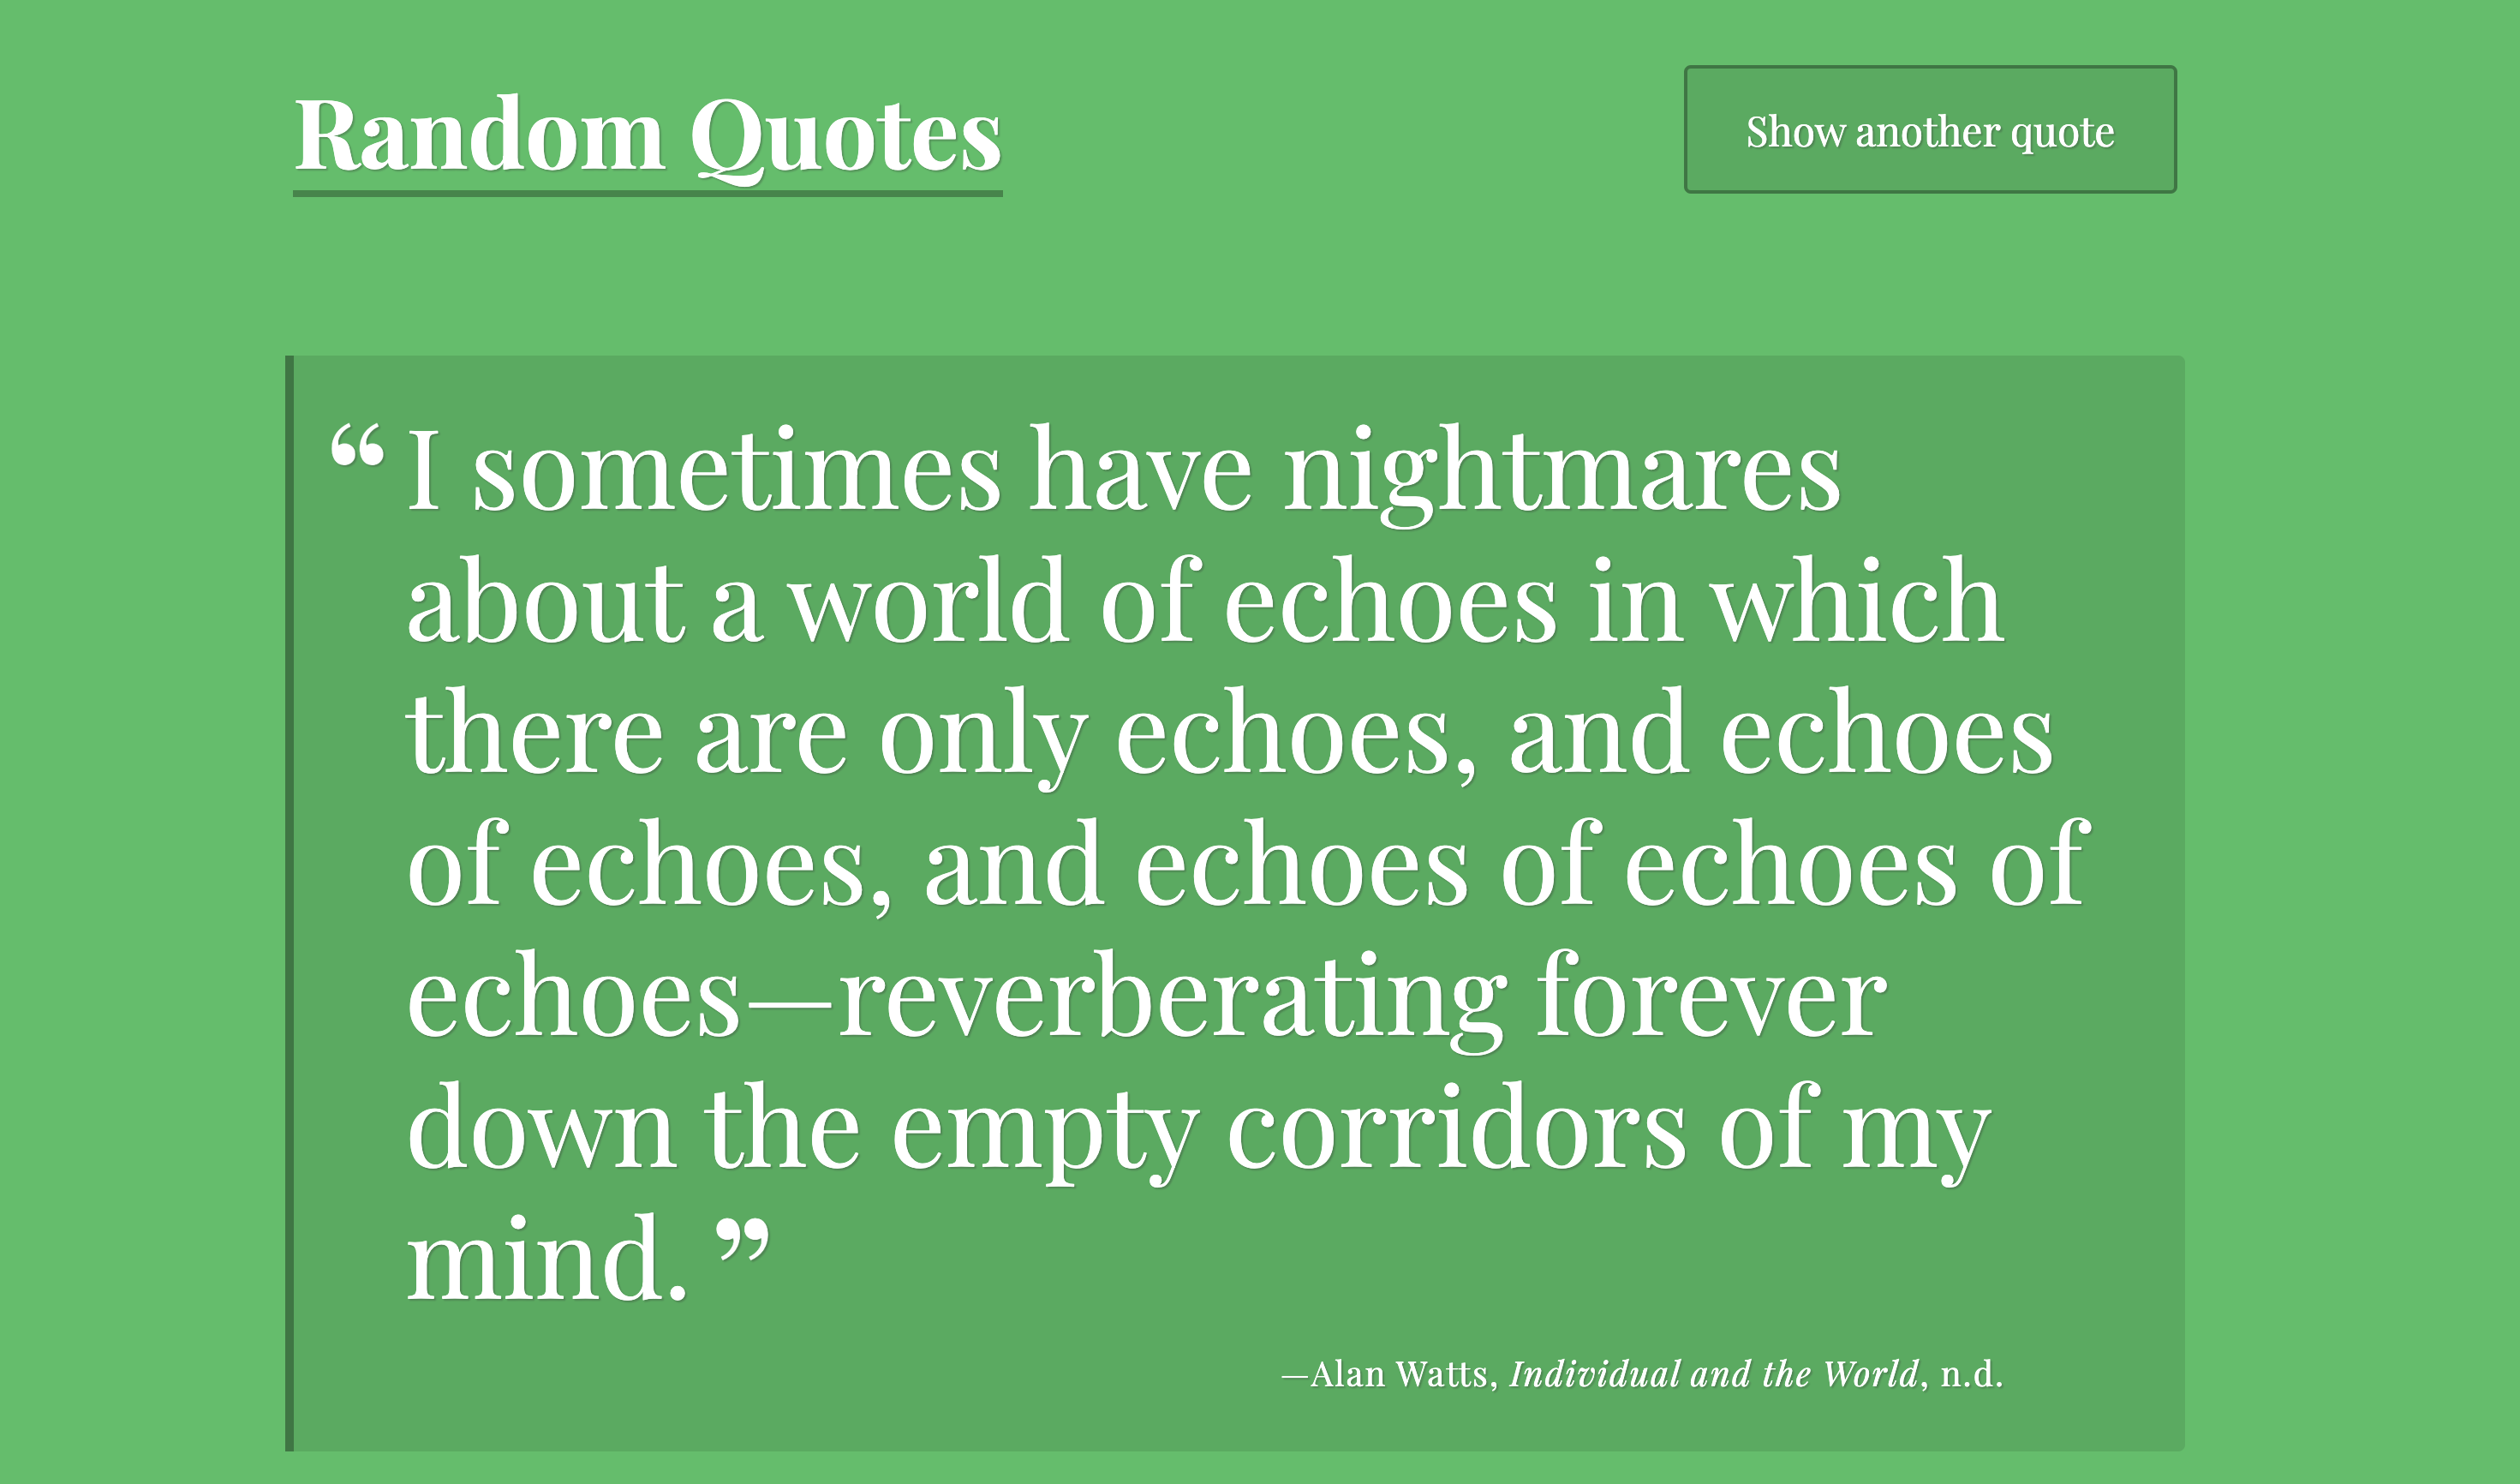 Random Quotes
Show another quote
“I sometimes have nightmares
about a world of echoes in which
there are only echoes, and echoes
of echoes, and echoes of echoes of
echoes—reverberating forever
down the empty corridors of my
mind.”
—Alan Watts, Individual and the World, n.d.